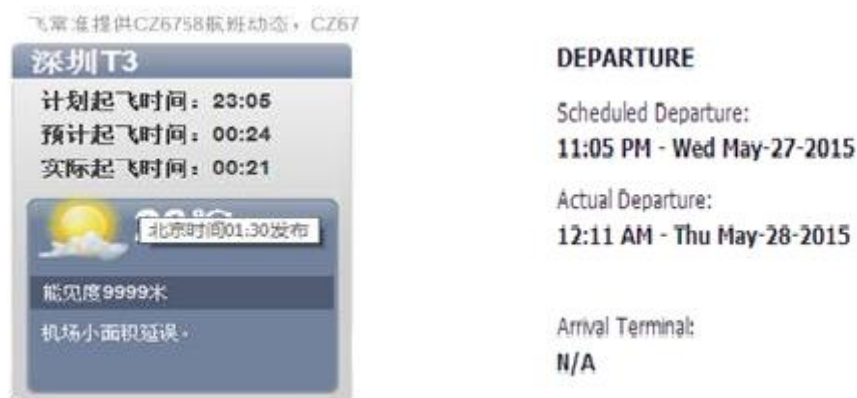 飞常准提供CZ6758航班动态，CZ67
深圳T3
计划起飞时间：23:05
预计起飞时间：00:24
实际起飞时间：00:21
北京时间01:30发布
能见度9999米
机场小面积延误。
DEPARTURE
Scheduled Departure:
11:05 PM - Wed May-27-2015
Actual Departure:
12:11 AM - Thu May-28-2015
Arrival Terminal:
N/A